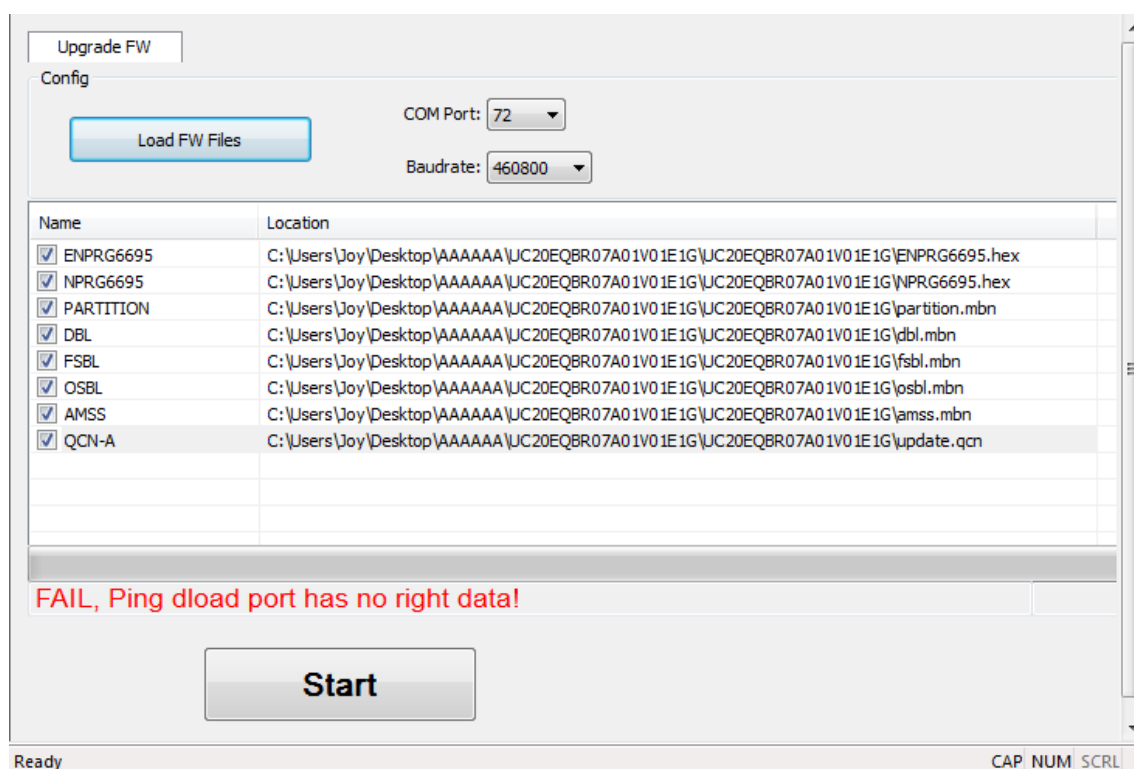 Upgrade FW
Config
Load FW Files
COM Port: 72
Baudrate: 460800
Name Location
ENPRG6695 C:\Users\Joy\Desktop\AAAAAA\UC20EQBR07A01V01E1G\UC20EQBR07A01V01E1G\ENPRG6695.hex
NPRG6695 C:\Users\Joy\Desktop\AAAAAA\UC20EQBR07A01V01E1G\UC20EQBR07A01V01E1G\NPRG6695.hex
PARTITION C:\Users\Joy\Desktop\AAAAAA\UC20EQBR07A01V01E1G\UC20EQBR07A01V01E1G\partition.mbn
DBL C:\Users\Joy\Desktop\AAAAAA\UC20EQBR07A01V01E1G\UC20EQBR07A01V01E1G\dbl.mbn
FSBL C:\Users\Joy\Desktop\AAAAAA\UC20EQBR07A01V01E1G\UC20EQBR07A01V01E1G\fsbl.mbn
OSBL C:\Users\Joy\Desktop\AAAAAA\UC20EQBR07A01V01E1G\UC20EQBR07A01V01E1G\osbl.mbn
AMSS C:\Users\Joy\Desktop\AAAAAA\UC20EQBR07A01V01E1G\UC20EQBR07A01V01E1G\amss.mbn
QCN-A C:\Users\Joy\Desktop\AAAAAA\UC20EQBR07A01V01E1G\UC20EQBR07A01V01E1G\update.qcn
FAIL, Ping dload port has no right data!
Start
Ready CAP NUM SCRL